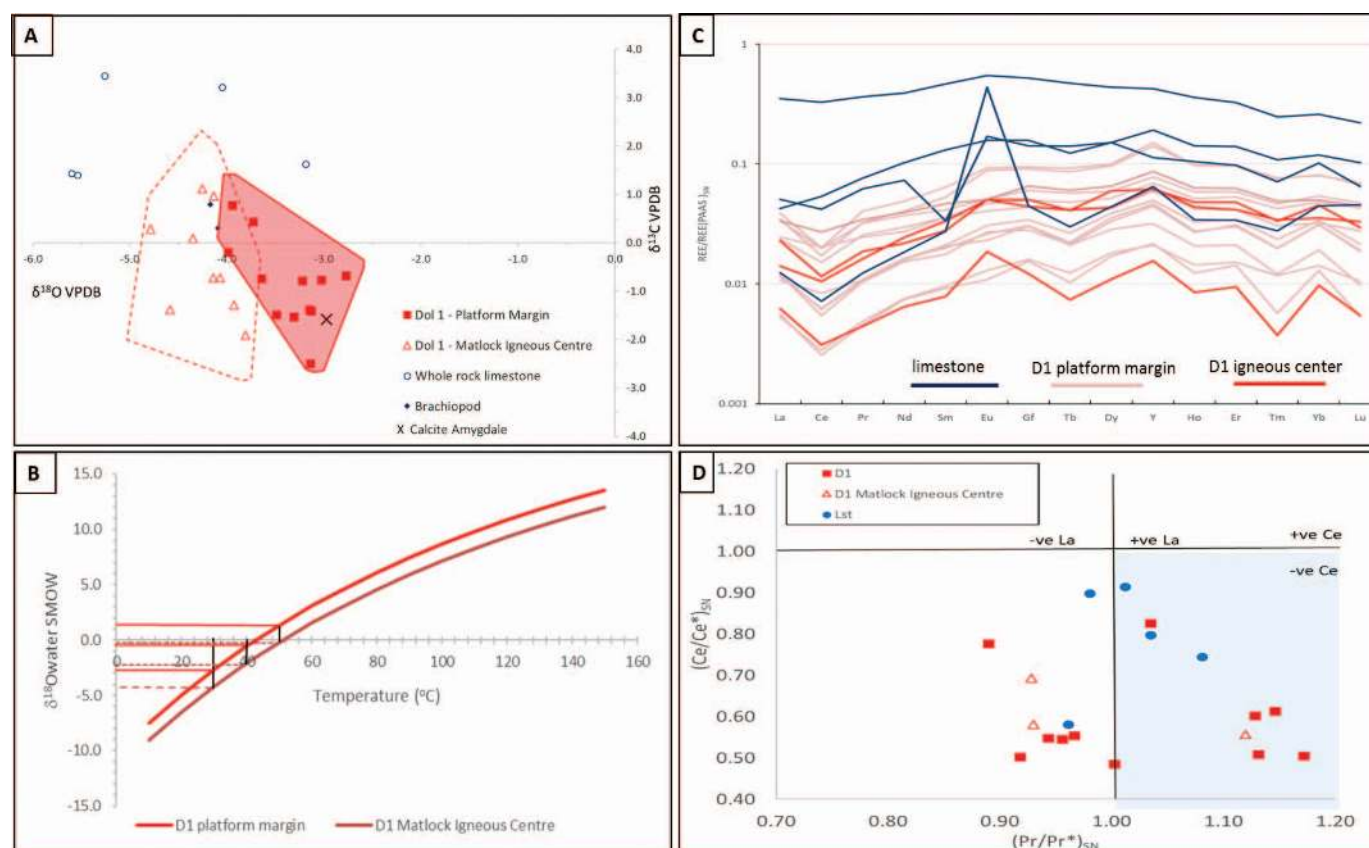 A
4.0
3.0
2.0
1.0
0.0
-6.0
-5.0
-4.0
-3.0
-2.0
-1.0
0.0
δ¹³C VPDB
δ¹⁸O VPDB
-1.0
-2.0
-3.0
4.0
Dol 1 - Platform Margin
Dol 1 - Matlock Igneous Centre
Whole rock limestone
Brachiopod
X Calcite Amygdale
B
15.0
10.0
5.0
0.0
-5.0
-10.0
-15.0
0 20 40 60 80 100 120 140 160
δ¹⁸Owater SMOW
Temperature (°C)
D1 platform margin
D1 Matlock Igneous Centre
C
1
0.1
0.01
0.001
REE/REE(PAAS)SN
limestone
D1 platform margin
D1 igneous center
La Ce Pr Nd Sm Eu Gf Tb Dy Y Ho Er Tm Yb Lu
D
1.20
1.10
1.00
0.90
0.80
0.70
0.60
0.50
0.40
D1
D1 Matlock Igneous Centre
Lst
-ve La
+ve La
+ve Ce
-ve Ce
(Ce/Ce*)SN
0.70 0.80 0.90 1.00 1.10 1.20
(Pr/Pr*)SN